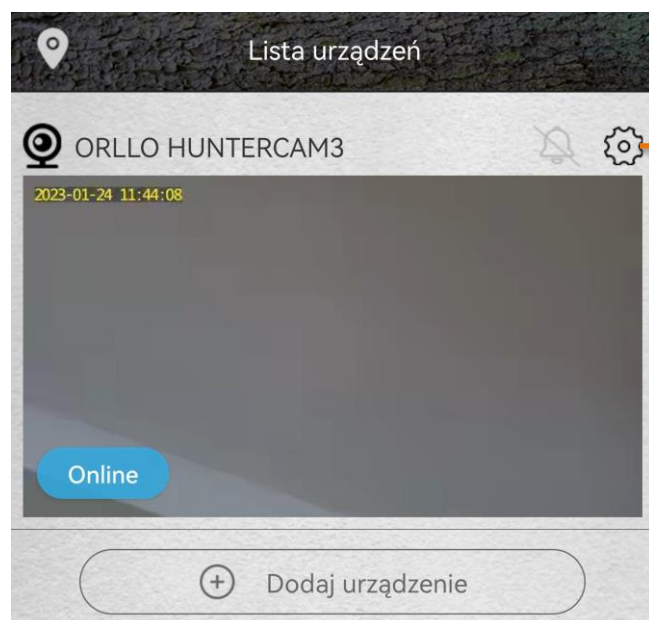 Lista urządzeń
ORLLO HUNTERCAM3
2023-01-24 11:44:08
Online
Dodaj urządzenie